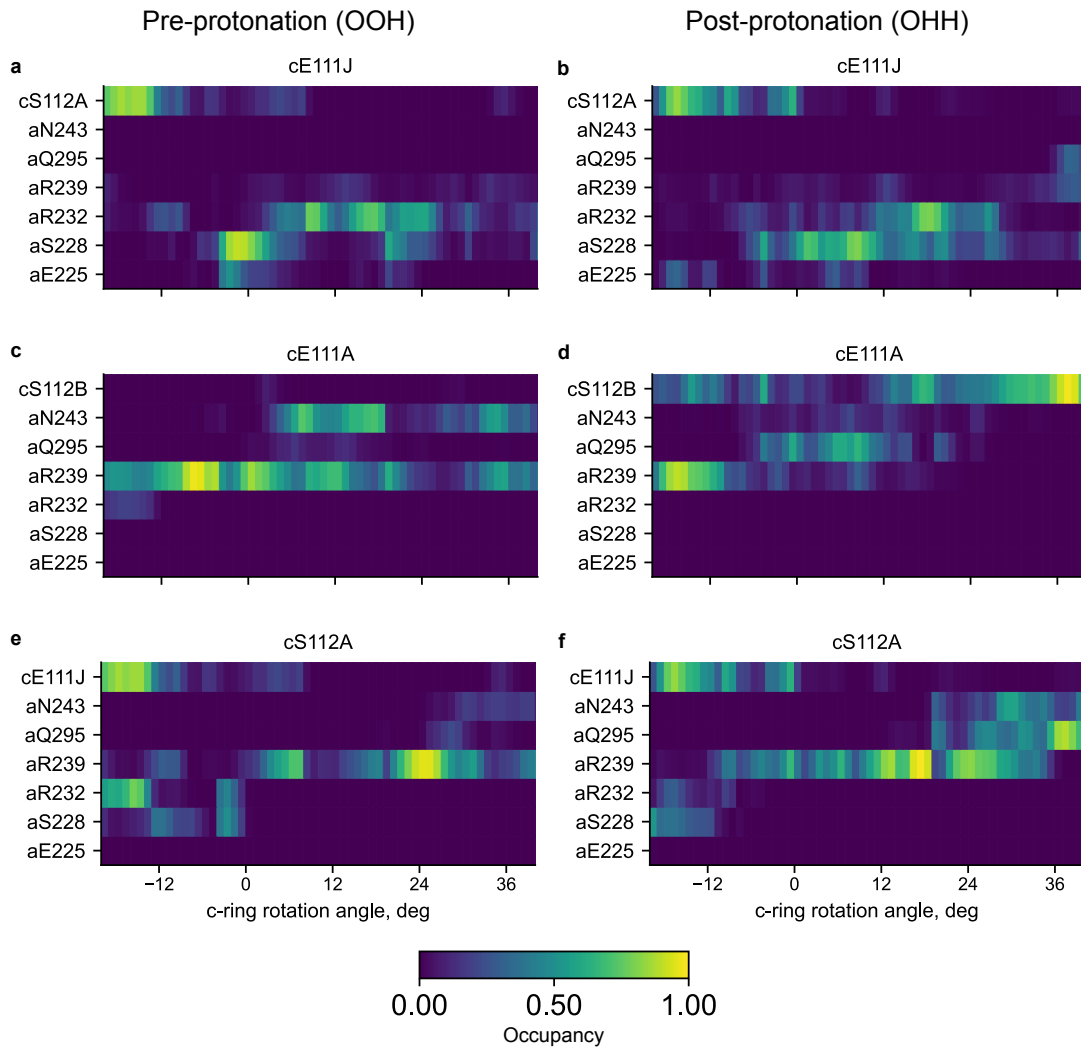 Pre-protonation (OOH)
Post-protonation (OHH)
a
cE111J
cS112A
aN243
aQ295
aR239
aR232
aS228
aE225
b
cE111J
cS112A
aN243
aQ295
aR239
aR232
aS228
aE225
c
cE111A
cS112B
aN243
aQ295
aR239
aR232
aS228
aE225
d
cE111A
cS112B
aN243
aQ295
aR239
aR232
aS228
aE225
e
cS112A
cE111J
aN243
aQ295
aR239
aR232
aS228
aE225
−12 0 12 24 36
c-ring rotation angle, deg
f
cS112A
cE111J
aN243
aQ295
aR239
aR232
aS228
aE225
−12 0 12 24 36
c-ring rotation angle, deg
0.00 0.50 1.00
Occupancy